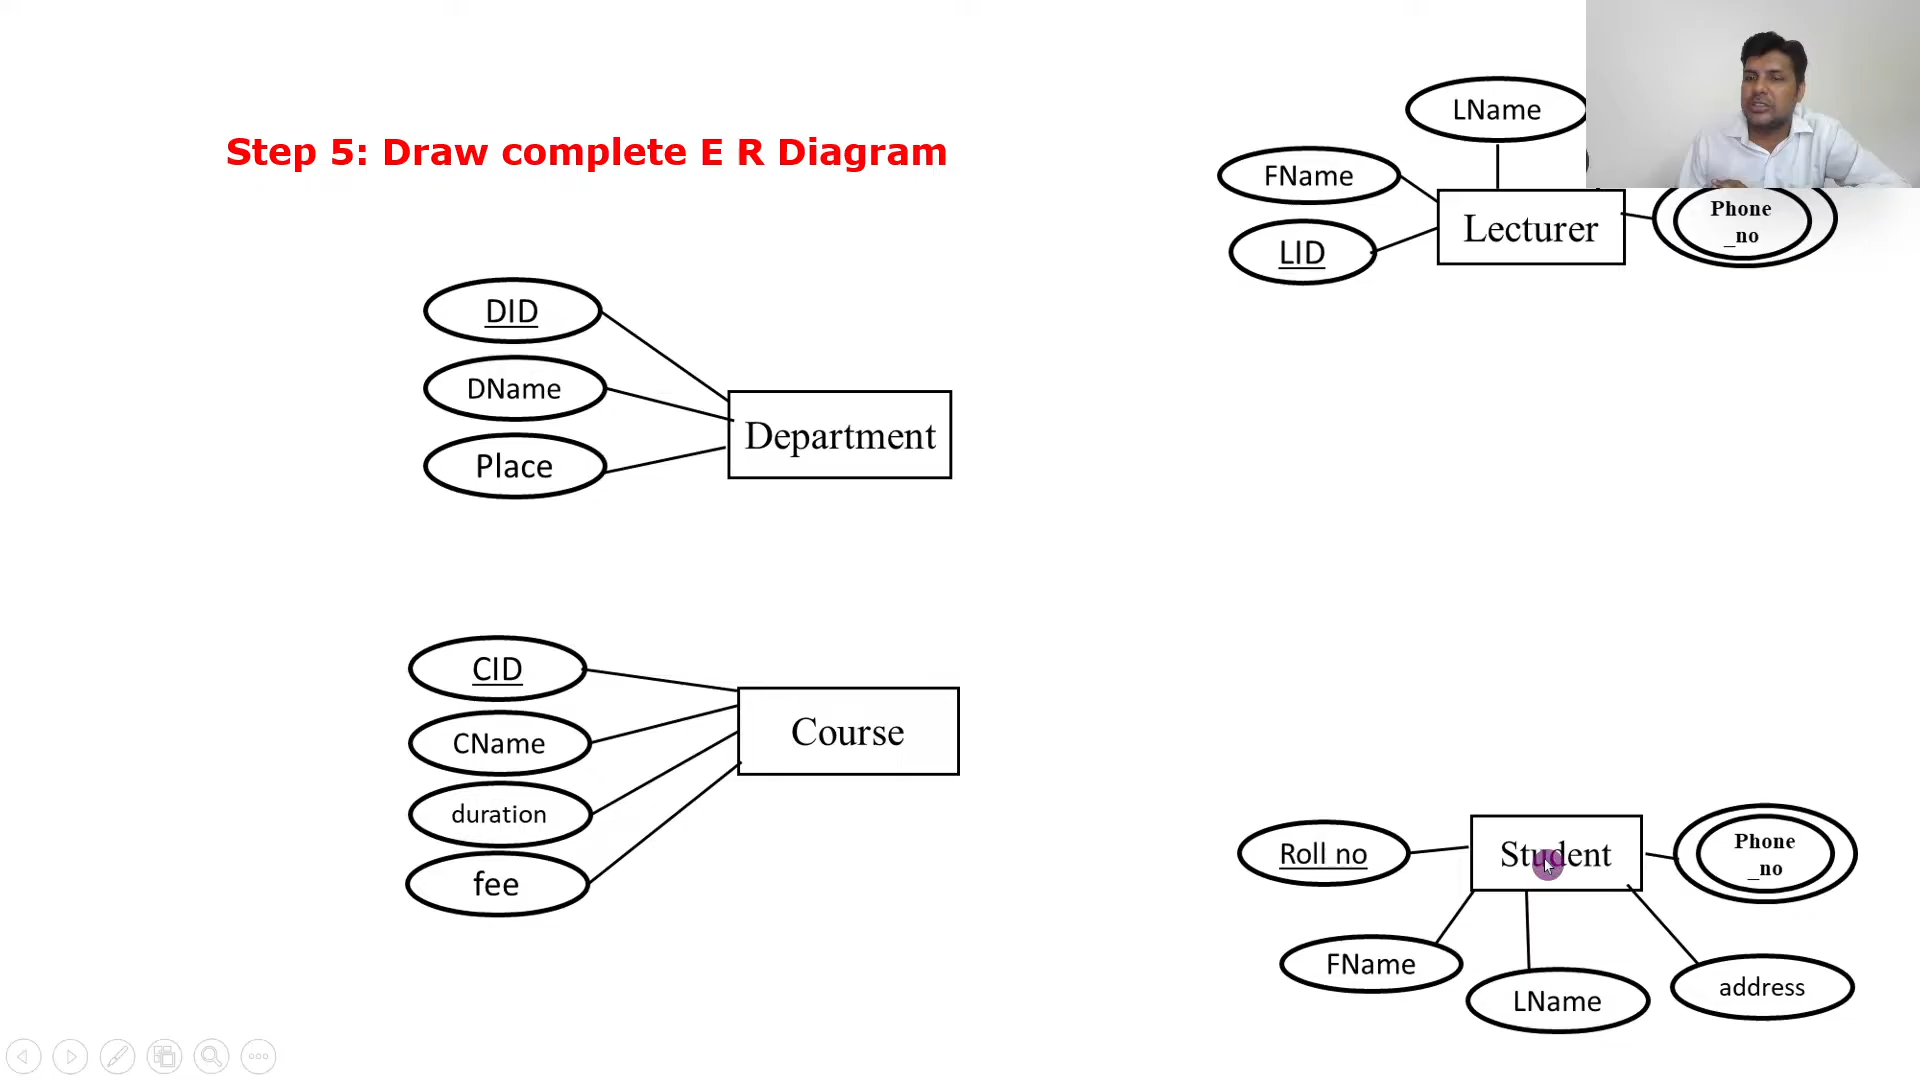 Step 5: Draw complete E R Diagram
LName
FName
LID
Lecturer
Phone
_no
DID
DName
Place
Department
CID
CName
duration
fee
Course
Roll no
Student
Phone
_no
FName
LName
address